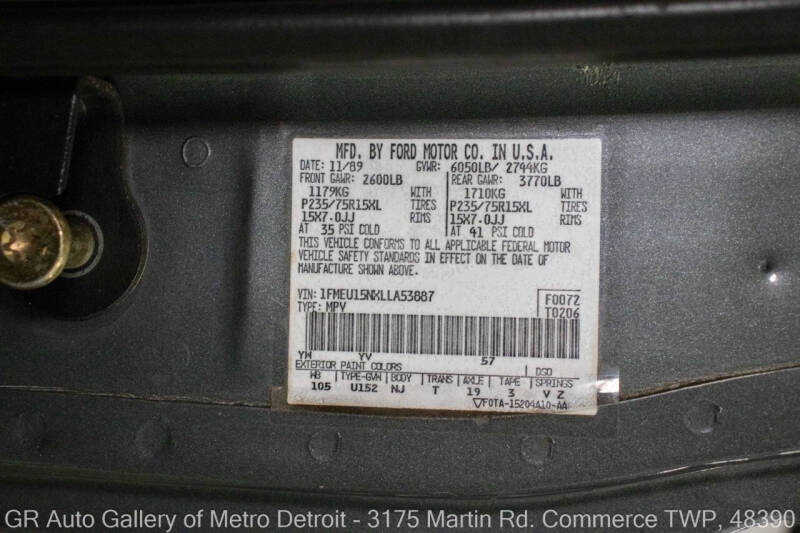 MFD. BY FORD MOTOR CO. IN U.S.A.
DATE: 11/89 GVWR: 6050LB/ 2744KG
FRONT GAWR: 2600LB REAR GAWR: 3770LB
1179KG WITH 1710KG WITH
P235/75R15XL TIRES P235/75R15XL TIRES
15X7.0JJ RIMS 15X7.0JJ RIMS
AT 35 PSI COLD AT 41 PSI COLD
THIS VEHICLE CONFORMS TO ALL APPLICABLE FEDERAL MOTOR
VEHICLE SAFETY STANDARDS IN EFFECT ON THE DATE OF
MANUFACTURE SHOWN ABOVE.
VIN: 1FMEU15NXLLA53887 F0072
TYPE: MPV T0206
YW YV 57
EXTERIOR PAINT COLORS DSO
WB TYPE-GVW BODY TRANS AXLE TAPE SPRINGS
105 U152 NJ T 19 3 V Z
▽F0TA-15204A10-AA
GR Auto Gallery of Metro Detroit - 3175 Martin Rd. Commerce TWP, 48390